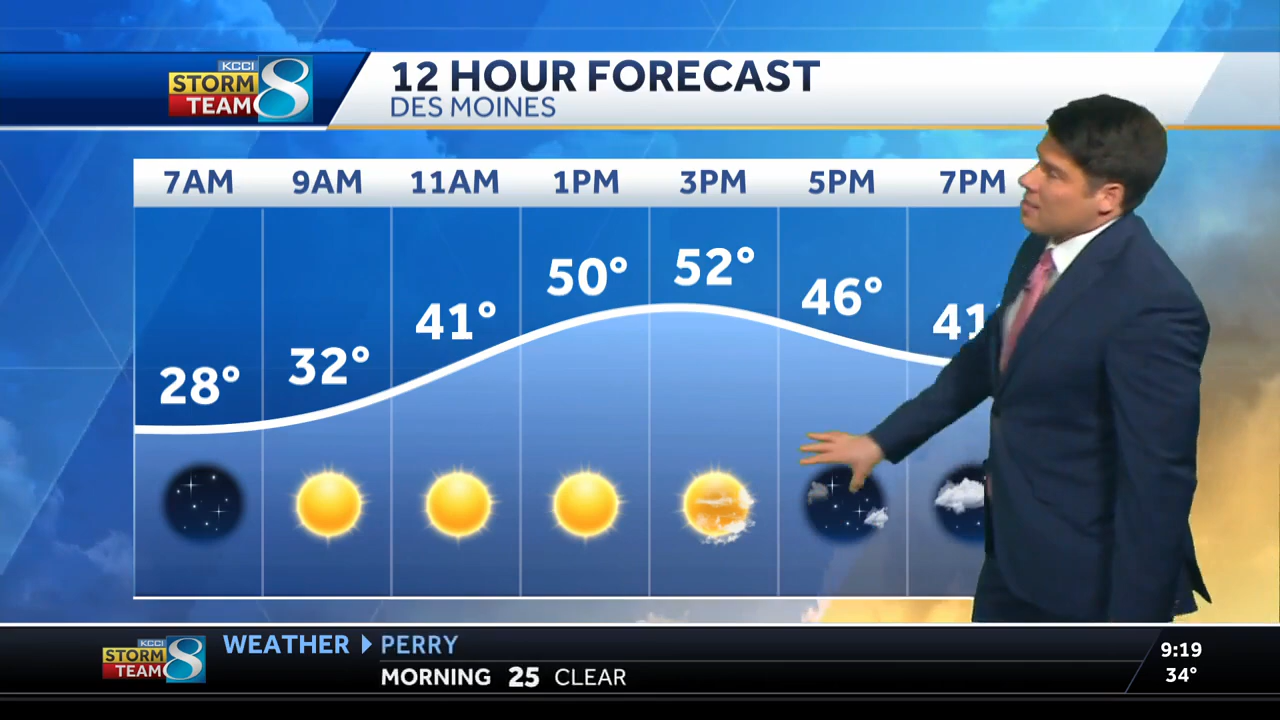 KCCI
STORM
TEAM 8
12 HOUR FORECAST
DES MOINES
7AM 9AM 11AM 1PM 3PM 5PM 7PM
28° 32° 41° 50° 52° 46° 41°
KCCI
STORM
TEAM 8
WEATHER PERRY
MORNING 25 CLEAR
9:19
34°